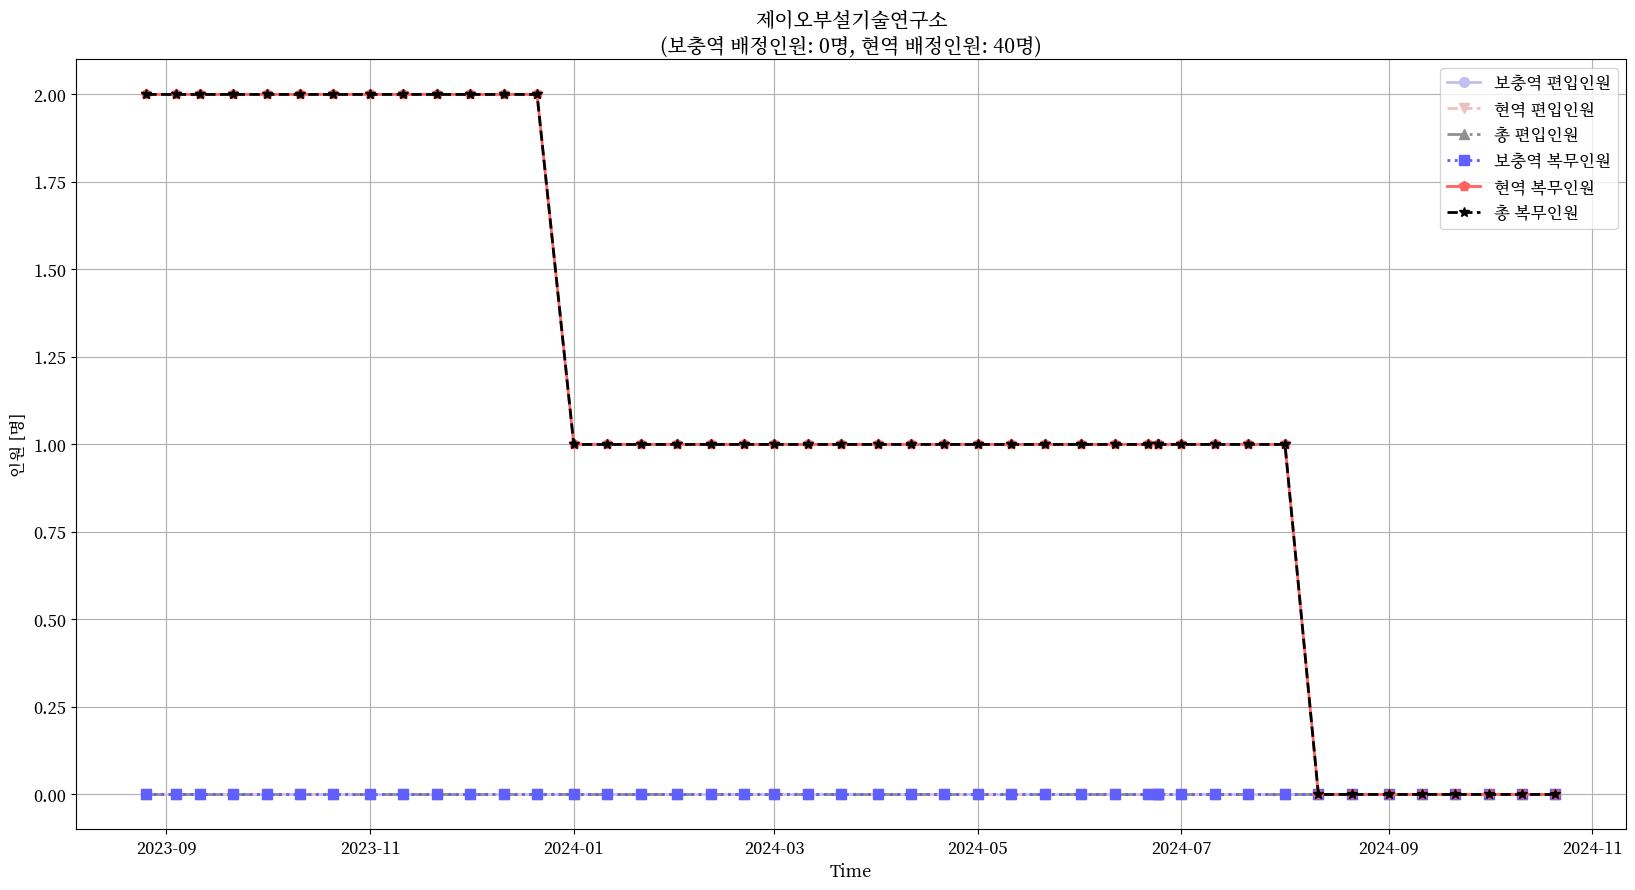 제이오부설기술연구소
(보충역 배정인원: 0명, 현역 배정인원: 40명)
보충역 편입인원
현역 편입인원
총 편입인원
보충역 복무인원
현역 복무인원
총 복무인원
인원 [명]
2.00
1.75
1.50
1.25
1.00
0.75
0.50
0.25
0.00
2023-09
2023-11
2024-01
2024-03
2024-05
2024-07
2024-09
2024-11
Time